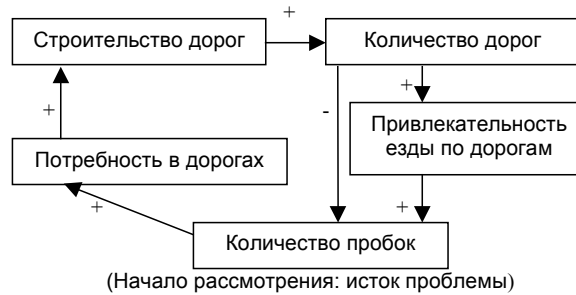 +
Строительство дорог
Количество дорог
+
-
+
Привлекательность
езды по дорогам
Потребность в дорогах
+
+
Количество пробок
(Начало рассмотрения: исток проблемы)